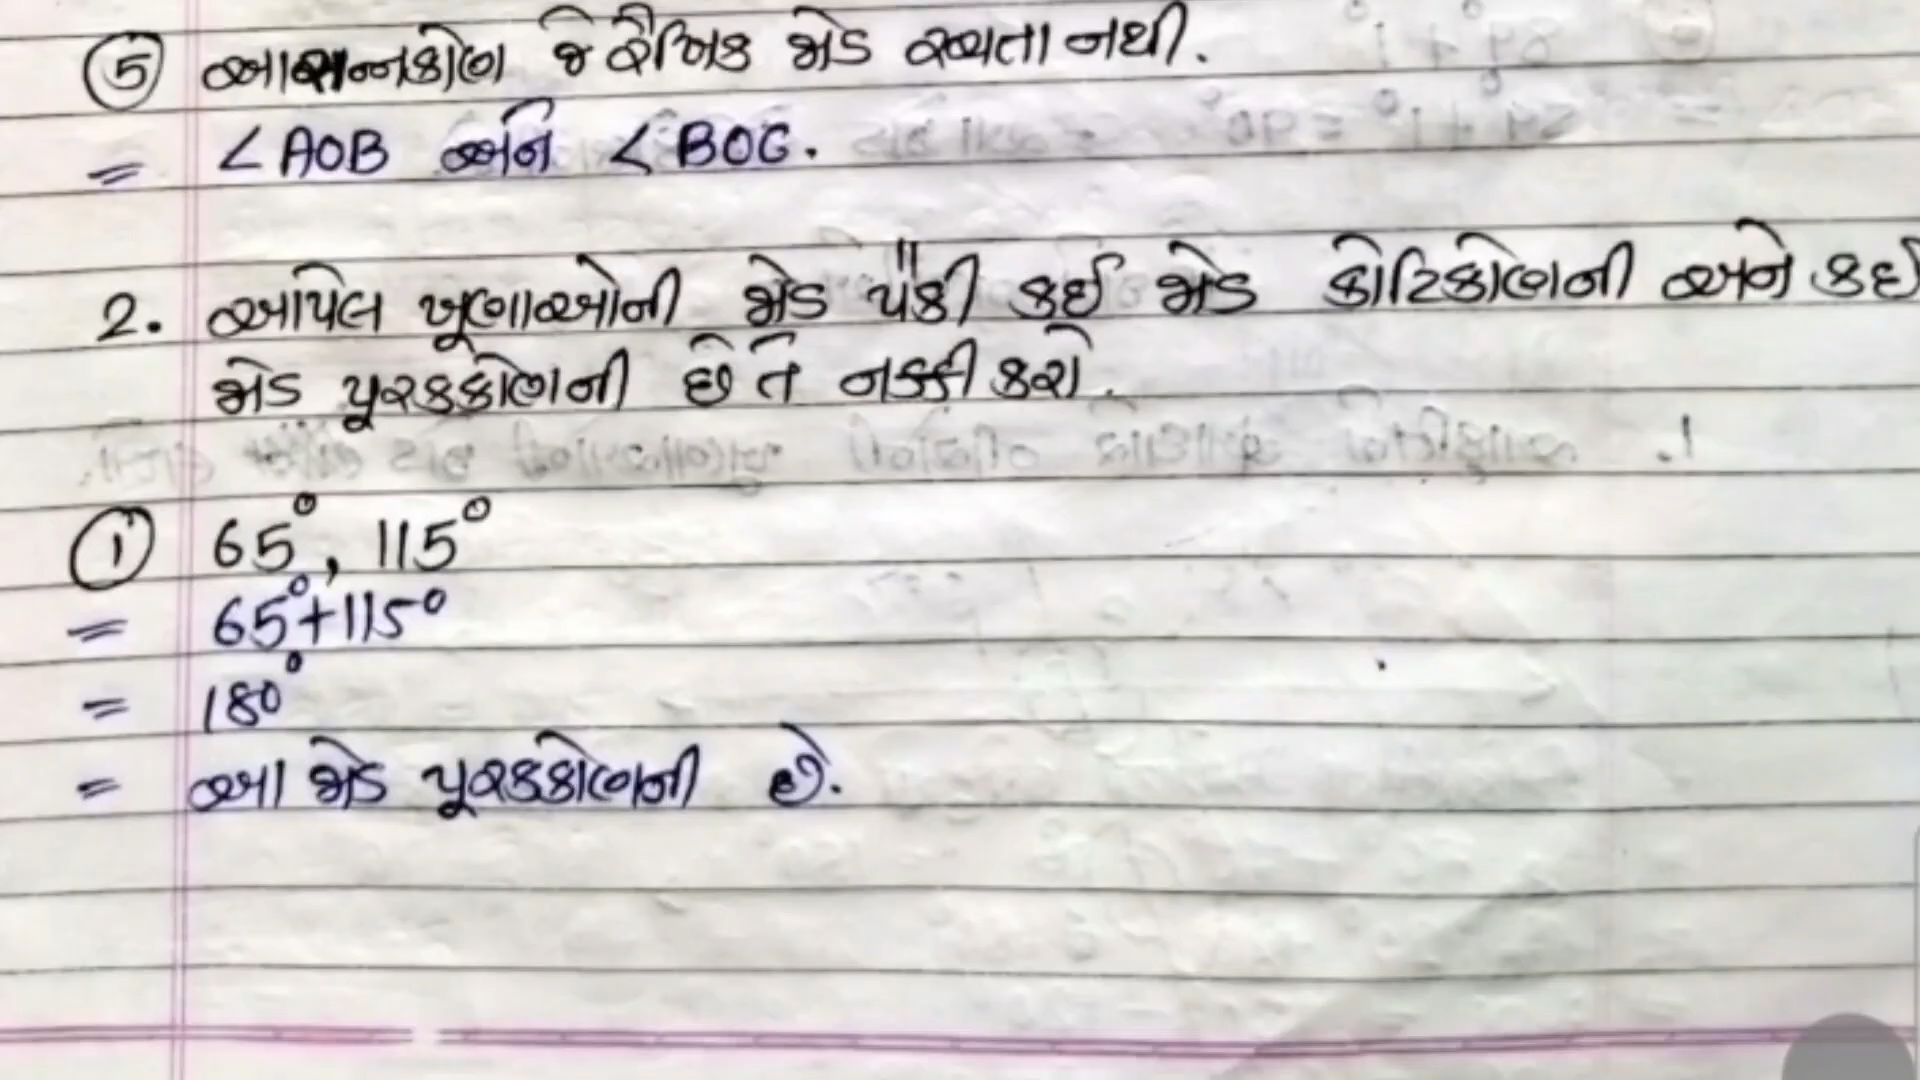 ⑤ આસન્નકોણ જે રૈખિક જોડ રચતા નથી.
= <AOB અને <BOC.
2. આપેલ ખૂણાઓની જોડ પૈકી કઈ જોડ કોટિકોણની અને કઈ
જોડ પૂરકકોણની છે તે નક્કી કરો.
① 65°, 115°
= 65°+115°
= 180°
= આ જોડ પૂરકકોણની છે.